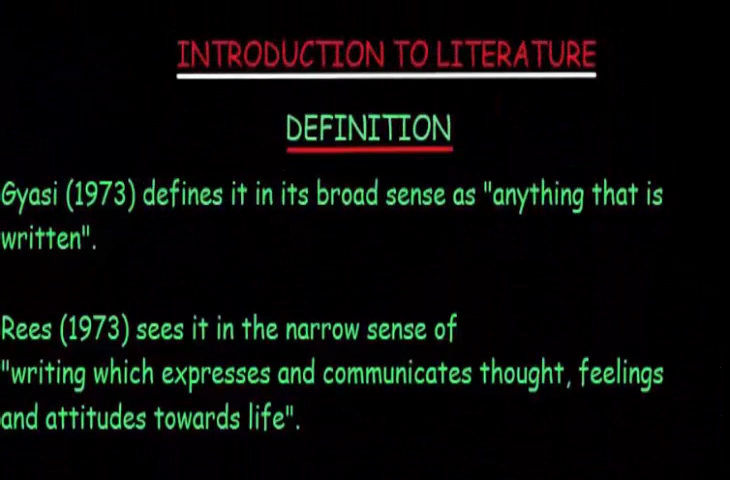 INTRODUCTION TO LITERATURE
DEFINITION
Gyasi (1973) defines it in its broad sense as "anything that is
written".
Rees (1973) sees it in the narrow sense of
"writing which expresses and communicates thought, feelings
and attitudes towards life".